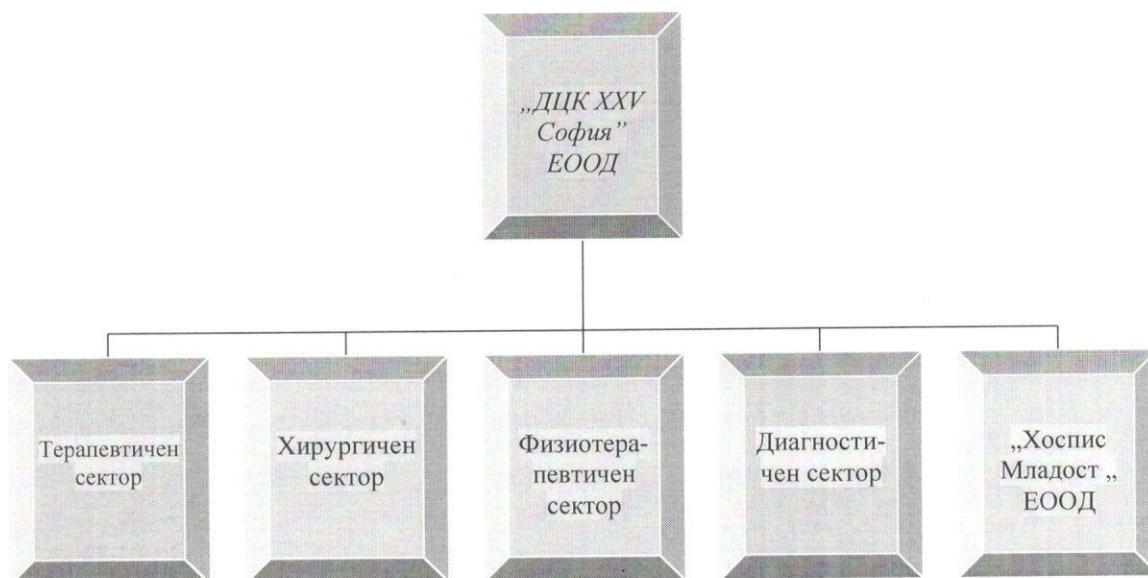 „ДЦК XXV
София”
ЕООД
Терапевтичен
сектор
Хирургичен
сектор
Физиотера-
певтичен
сектор
Диагности-
чен сектор
„Хоспис
Младост „
ЕООД